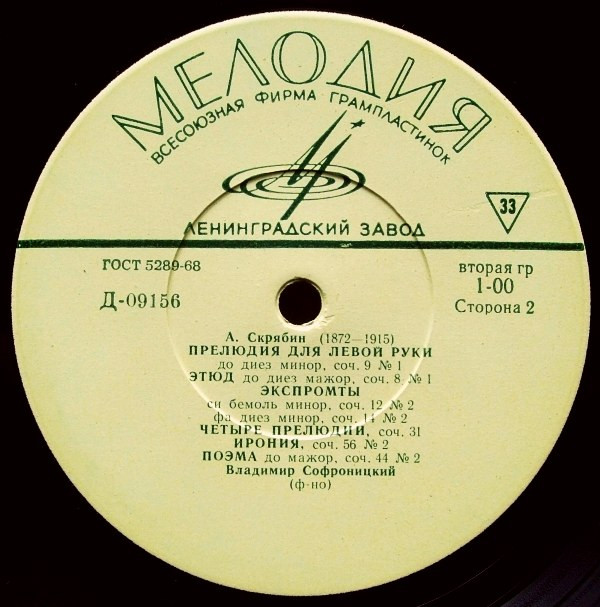 МЕЛОДИЯ
ВСЕСОЮЗНАЯ ФИРМА ГРАМПЛАСТИНОК
ЛЕНИНГРАДСКИЙ ЗАВОД
33
ГОСТ 5289-68
вторая гр
Д-09156
1-00
Сторона 2
А. Скрябин (1872—1915)
ПРЕЛЮДИЯ ДЛЯ ЛЕВОЙ РУКИ
до диез минор, соч. 9 № 1
ЭТЮД до диез мажор, соч. 8 № 1
ЭКСПРОМТЫ
си бемоль минор, соч. 12 № 2
фа диез минор, соч. 14 № 2
ЧЕТЫРЕ ПРЕЛЮДИИ, соч. 31
ИРОНИЯ, соч. 56 № 2
ПОЭМА до мажор, соч. 44 № 2
Владимир Софроницкий
(ф-но)